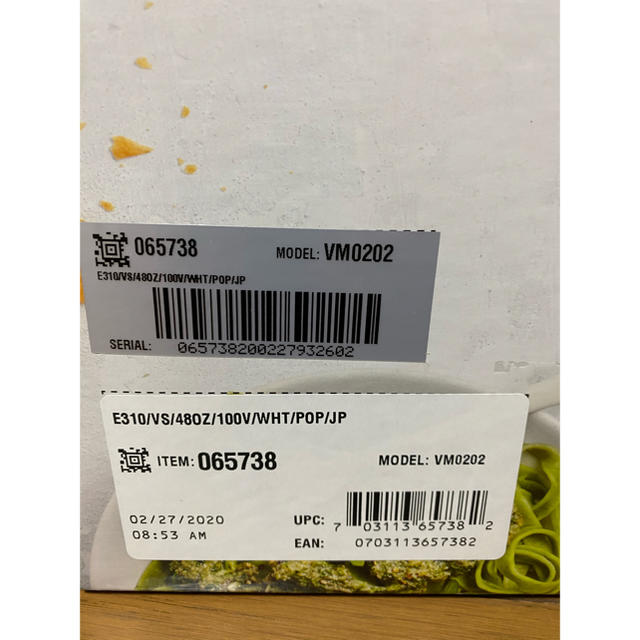 065738 MODEL: VM0202
E310/VS/48OZ/100V/WHT/POP/JP
SERIAL: 065738200227932602
E310/VS/48OZ/100V/WHT/POP/JP
ITEM: 065738 MODEL: VM0202
02/27/2020 UPC: 7 03113 65738 2
08:53 AM EAN: 0703113657382